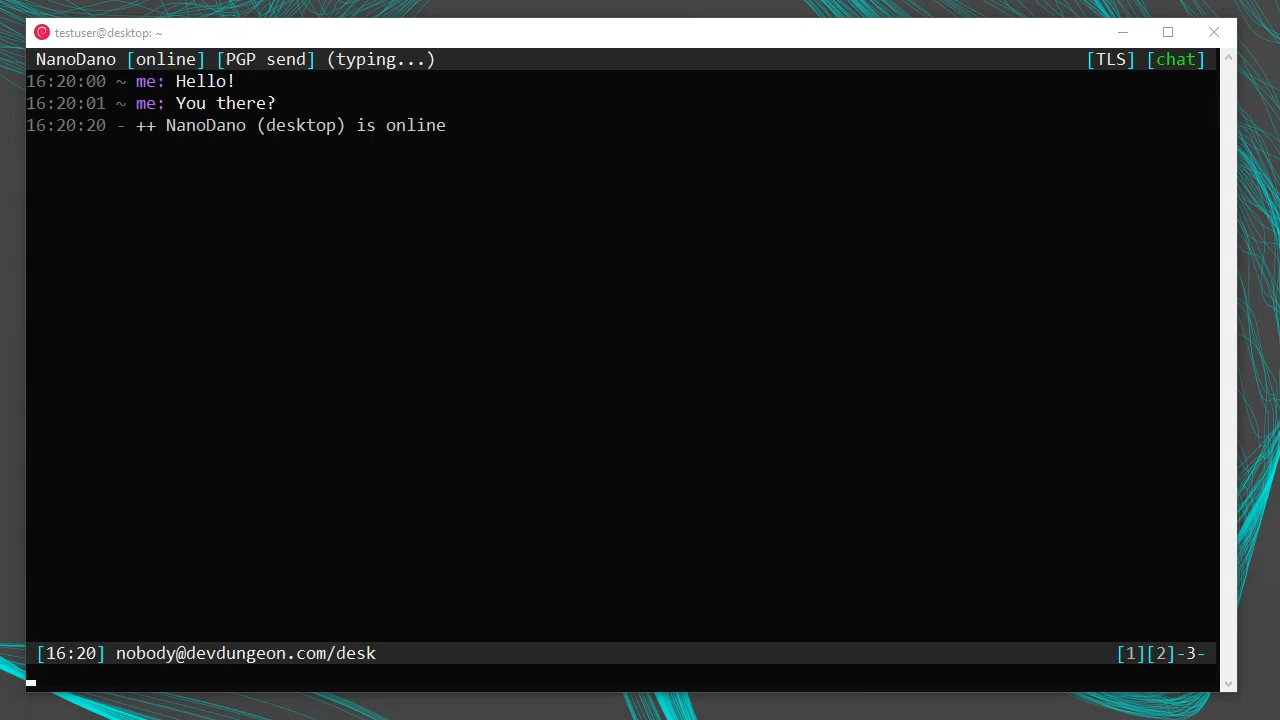 testuser@desktop: ~
NanoDano [online] [PGP send] (typing...) [TLS] [chat]
16:20:00 ~ me: Hello!
16:20:01 ~ me: You there?
16:20:20 - ++ NanoDano (desktop) is online
[16:20] nobody@devdungeon.com/desk [1][2]-3-